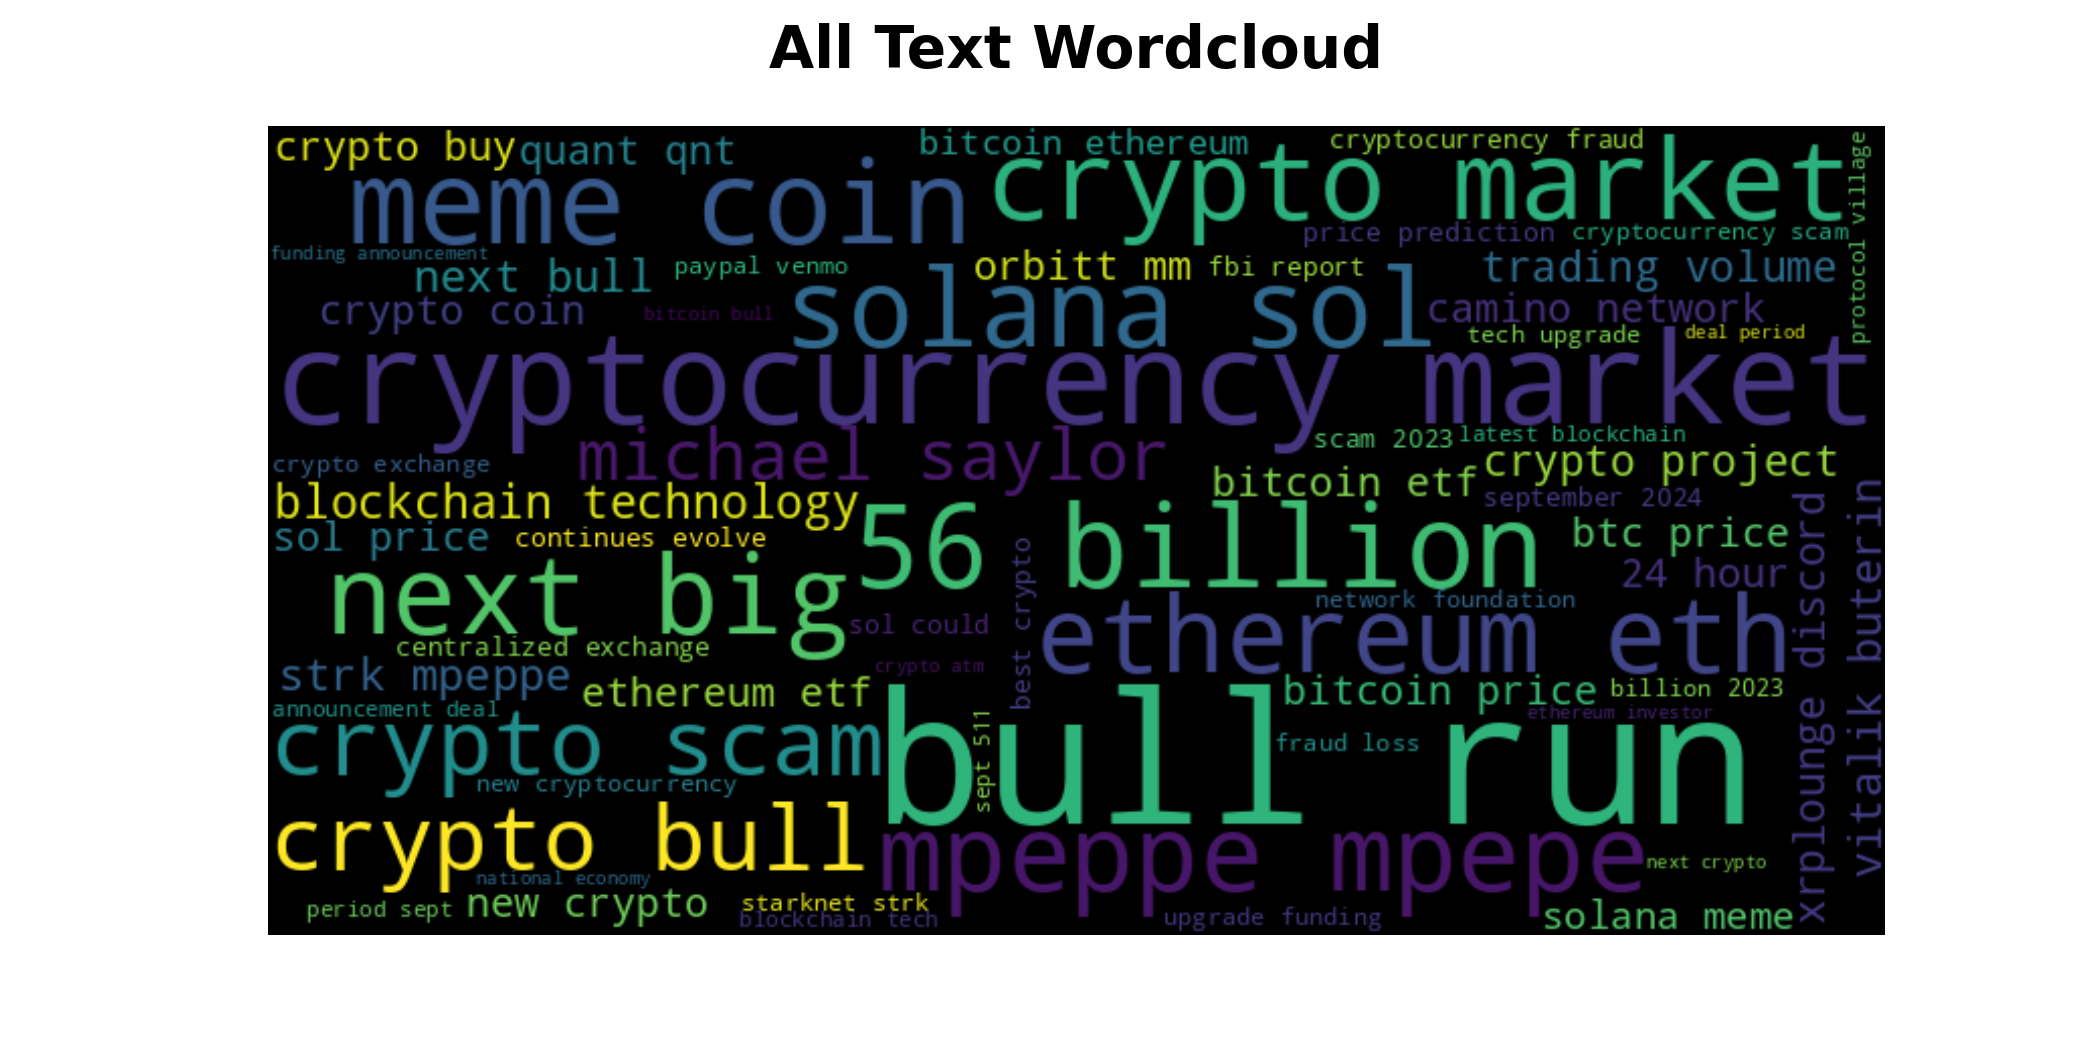 All Text Wordcloud
crypto buy
quant qnt
bitcoin ethereum
cryptocurrency fraud
protocol village
meme coin
crypto market
price prediction
cryptocurrency scam
funding announcement
next bull
paypal venmo
orbitt mm
fbi report
trading volume
crypto coin
bitcoin bull
solana sol
camino network
tech upgrade
deal period
cryptocurrency market
michael saylor
scam 2023
latest blockchain
crypto exchange
bitcoin etf
crypto project
blockchain technology
september 2024
56 billion
sol price
continues evolve
btc price
next big
best crypto
24 hour
xrplounge discord
vitalik buterin
network foundation
sol could
ethereum eth
centralized exchange
crypto atm
strk mpeppe
ethereum etf
bitcoin price
billion 2023
announcement deal
ethereum investor
crypto scam
bull run
sept 511
fraud loss
new cryptocurrency
crypto bull
mpeppe mpepe
next crypto
national economy
period sept
new crypto
starknet strk
blockchain tech
upgrade funding
solana meme